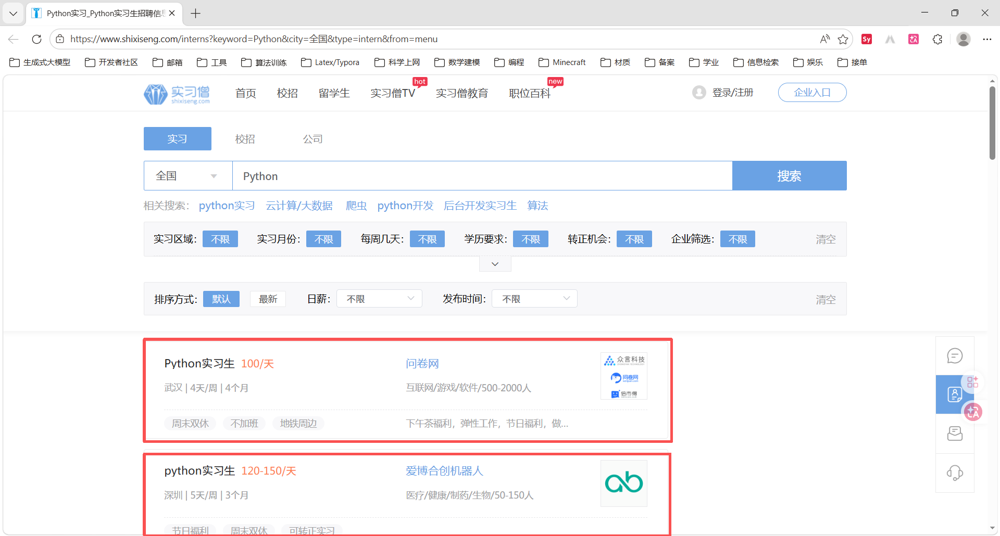 Python实习_Python实习生招聘信息
https://www.shixiseng.com/interns?keyword=Python&city=全国&type=intern&from=menu
生成式大模型 开发者社区 邮箱 工具 算法训练 Latex/Typora 科学上网 数学建模 编程 Minecraft 材质 备案 学业 信息检索 娱乐 接单
实习僧 shixiseng.com
首页 校招 留学生 实习僧TV hot 实习僧教育 职位百科 new 登录/注册 企业入口
实习 校招 公司
全国 Python 搜索
相关搜索: python实习 云计算/大数据 爬虫 python开发 后台开发实习生 算法
实习区域: 不限 实习月份: 不限 每周几天: 不限 学历要求: 不限 转正机会: 不限 企业筛选: 不限 清空
排序方式: 默认 最新 日薪: 不限 发布时间: 不限 清空
Python实习生 100/天 问卷网
武汉 | 4天/周 | 4个月 互联网/游戏/软件/500-2000人
众言科技
问卷网
倍市得
周末双休 不加班 地铁周边 下午茶福利，弹性工作，节日福利，做...
python实习生 120-150/天 爱博合创机器人
深圳 | 5天/周 | 3个月 医疗/健康/制药/生物/50-150人
节日福利 周末双休 可转正实习